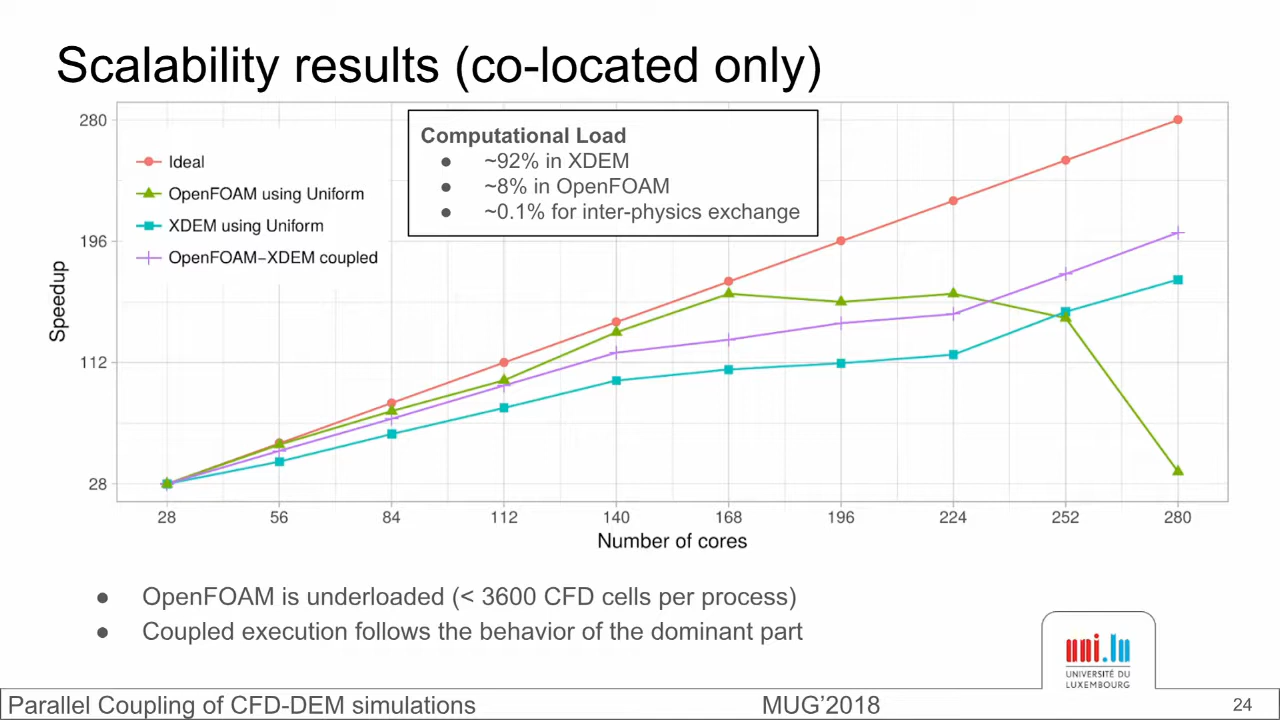 Scalability results (co-located only)
280
196
112
28
Speedup
Ideal
OpenFOAM using Uniform
XDEM using Uniform
OpenFOAM−XDEM coupled
Computational Load
● ~92% in XDEM
● ~8% in OpenFOAM
● ~0.1% for inter-physics exchange
28 56 84 112 140 168 196 224 252 280
Number of cores
● OpenFOAM is underloaded (< 3600 CFD cells per process)
● Coupled execution follows the behavior of the dominant part
uni.lu
UNIVERSITÉ DU
LUXEMBOURG
Parallel Coupling of CFD-DEM simulations MUG’2018 24